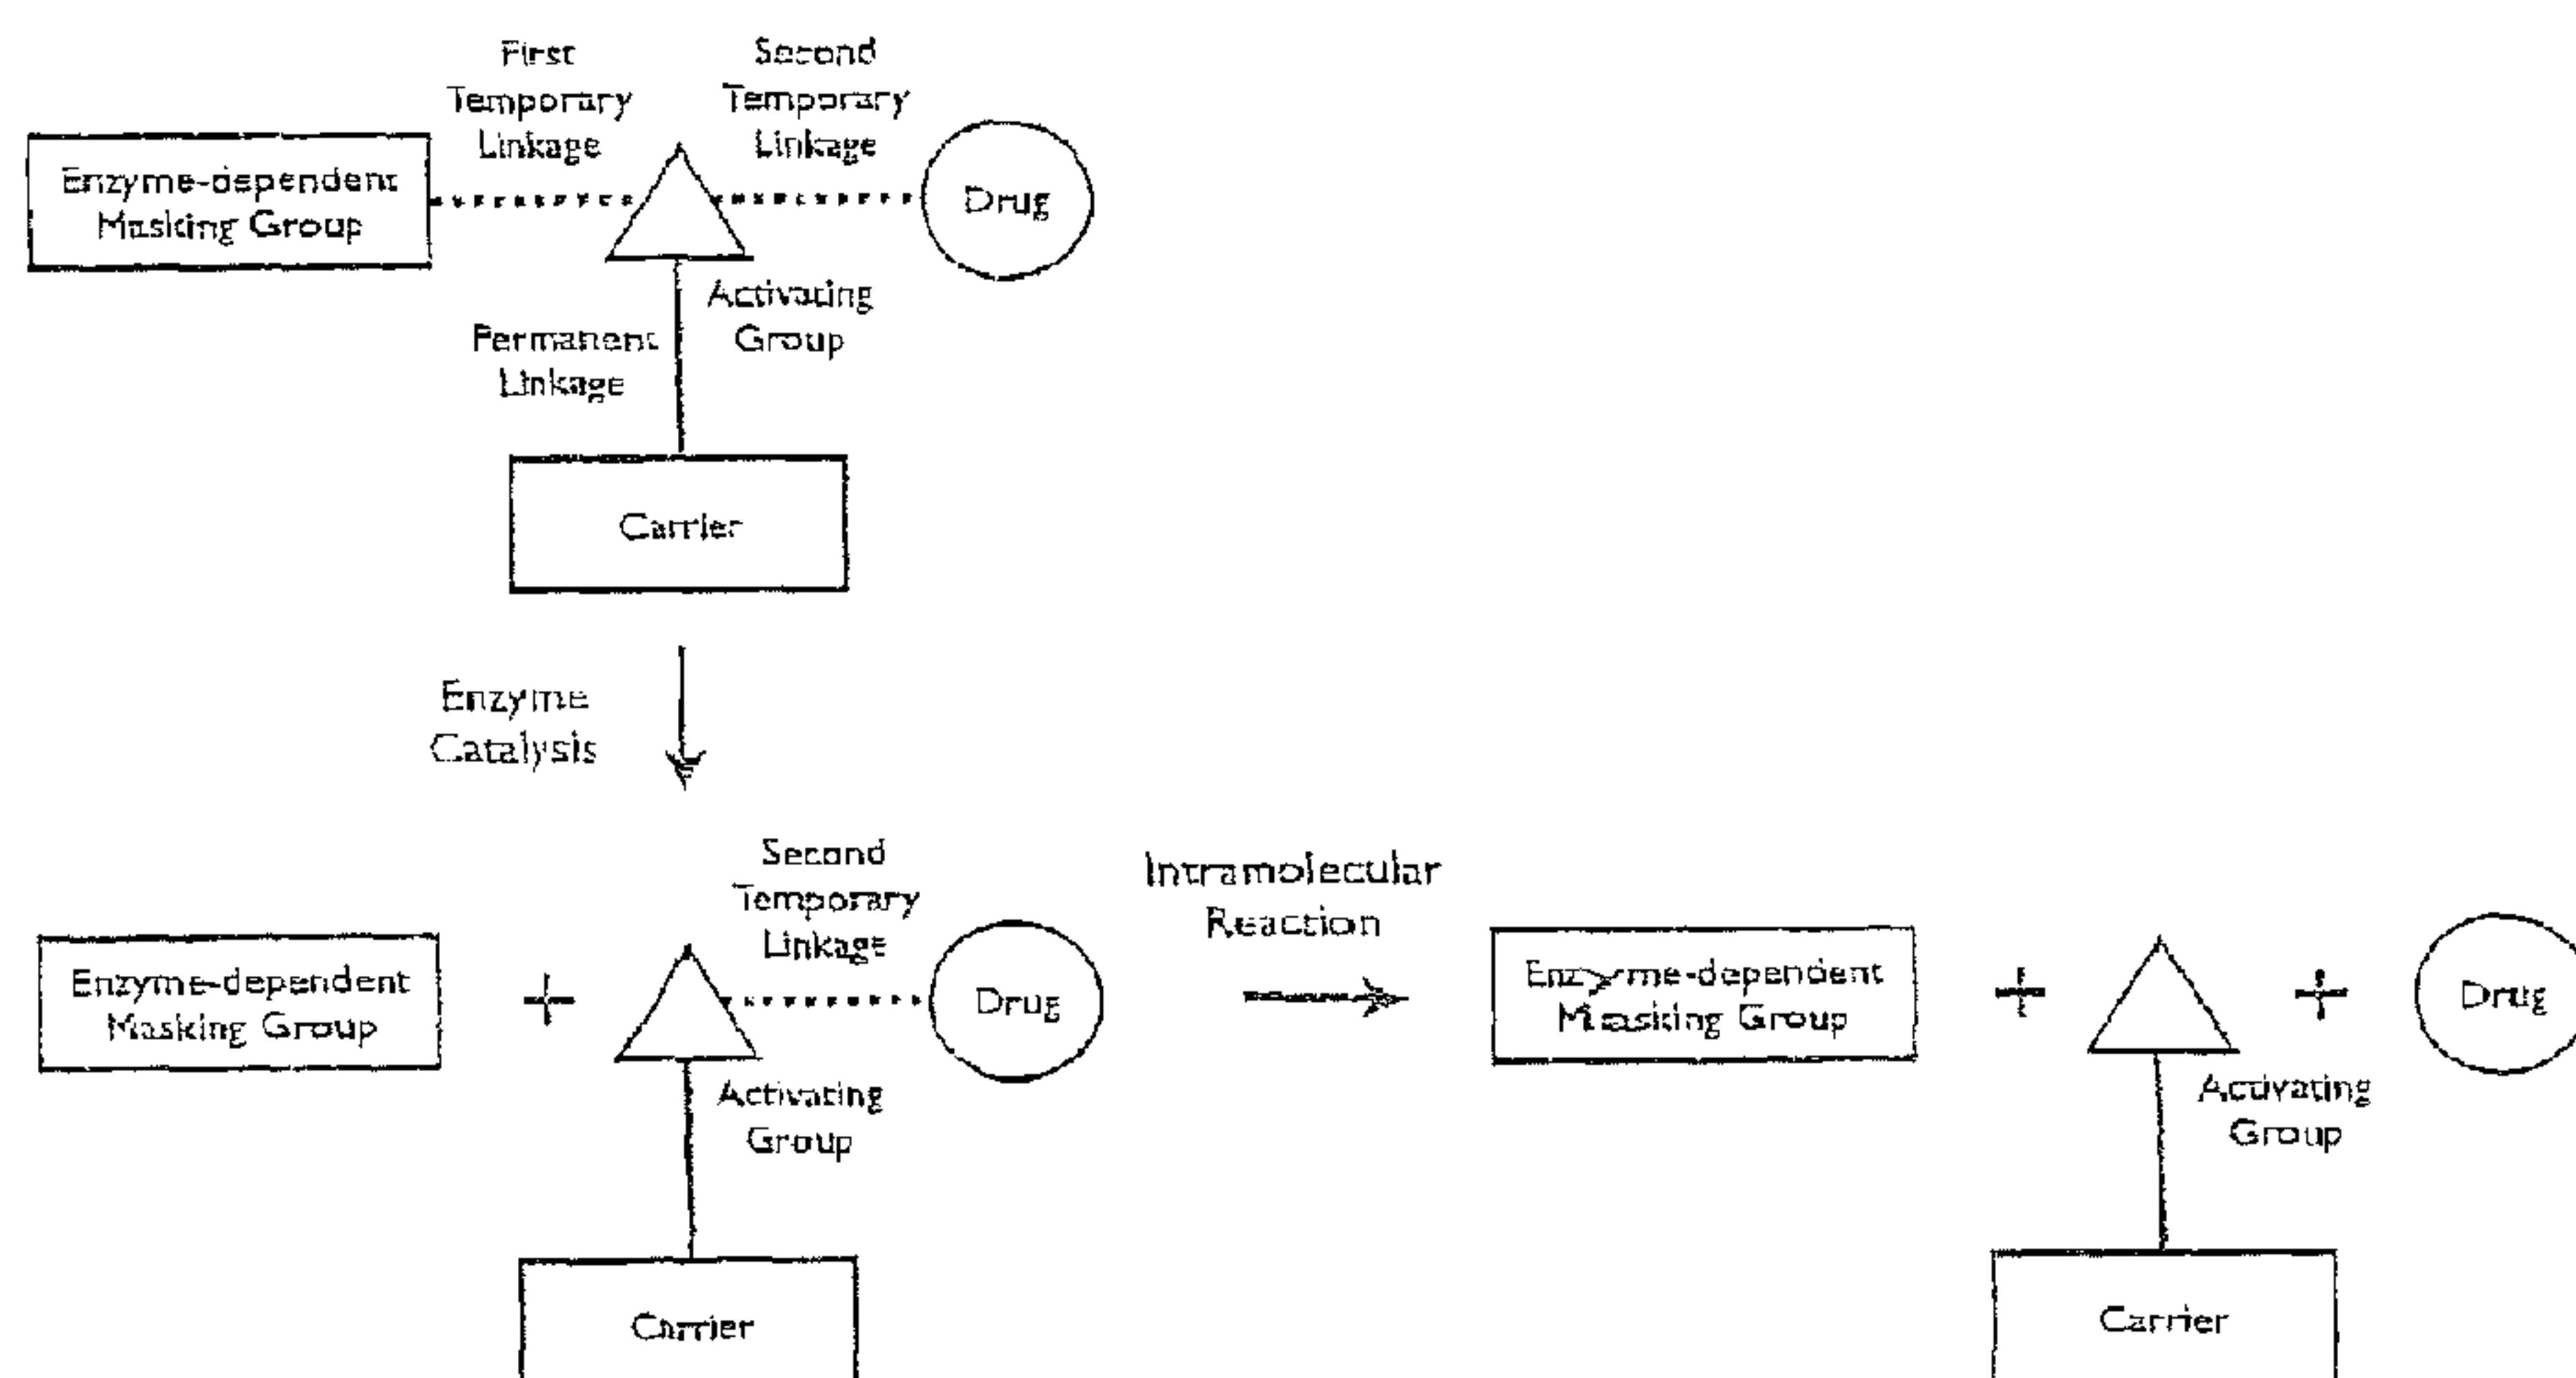 First
Temporary
Linkage
Second
Temporary
Linkage
Enzyme-dependent
Masking Group
Drug
Activating
Group
Permanent
Linkage
Carrier
Enzyme
Catalysis
Second
Temporary
Linkage
Intramolecular
Reaction
Enzyme-dependent
Masking Group
+
Drug
Enzyme-dependent
Masking Group
+
+
Drug
Activating
Group
Activating
Group
Carrier
Carrier